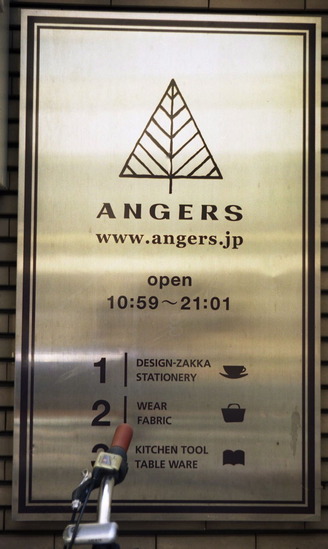 ANGERS
www.angers.jp
open
10:59～21:01
1 DESIGN-ZAKKA
STATIONERY
2 WEAR
FABRIC
3 KITCHEN TOOL
TABLE WARE